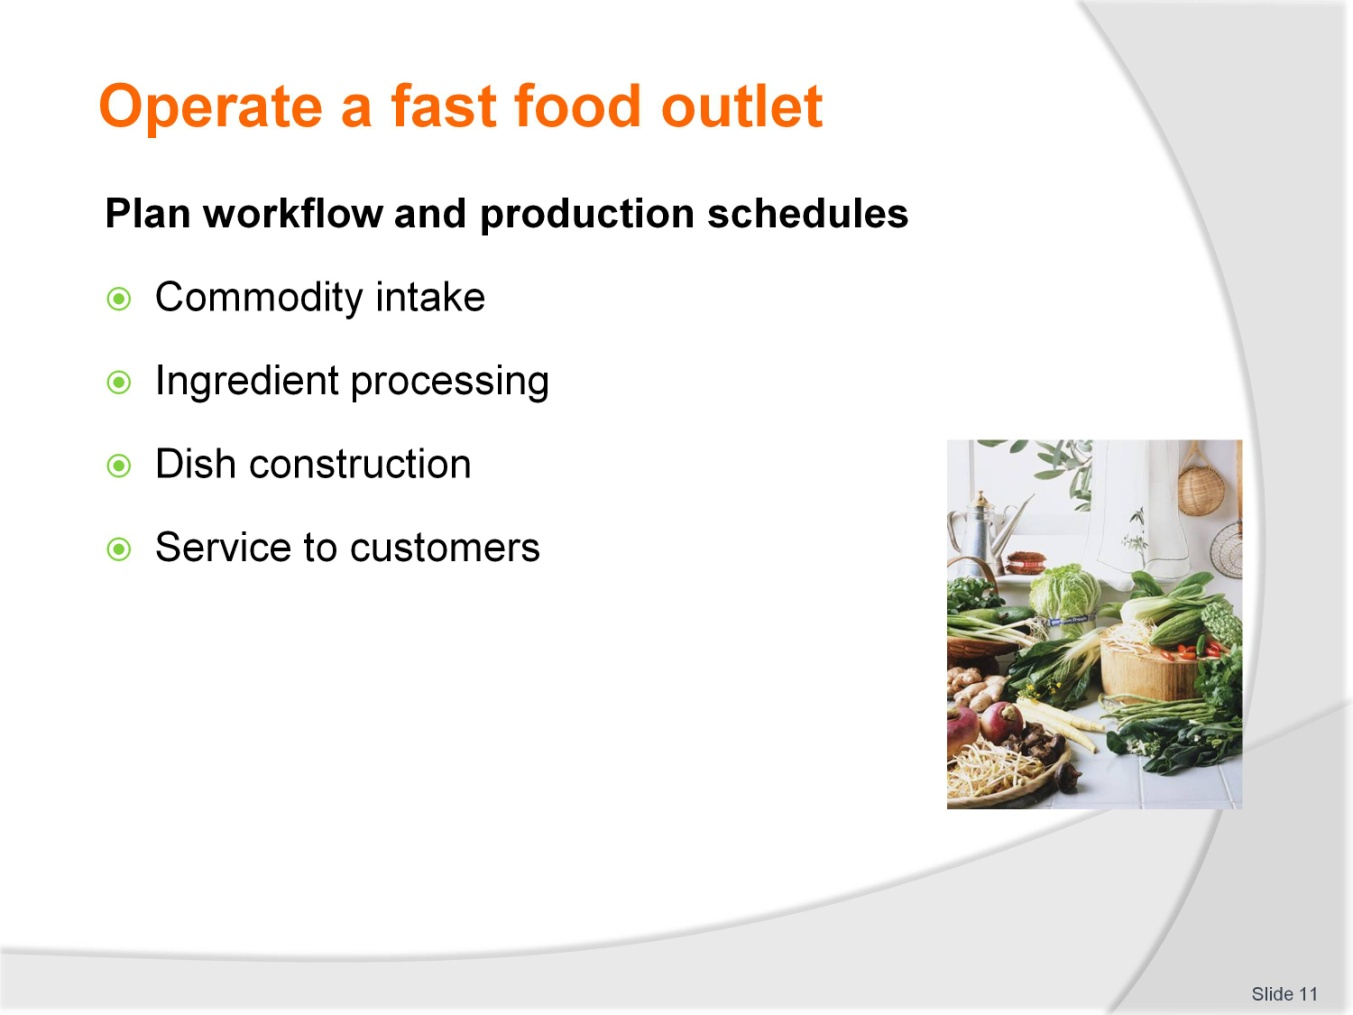 Operate a fast food outlet
Plan workflow and production schedules
Commodity intake
Ingredient processing
Dish construction
Service to customers
Slide 11